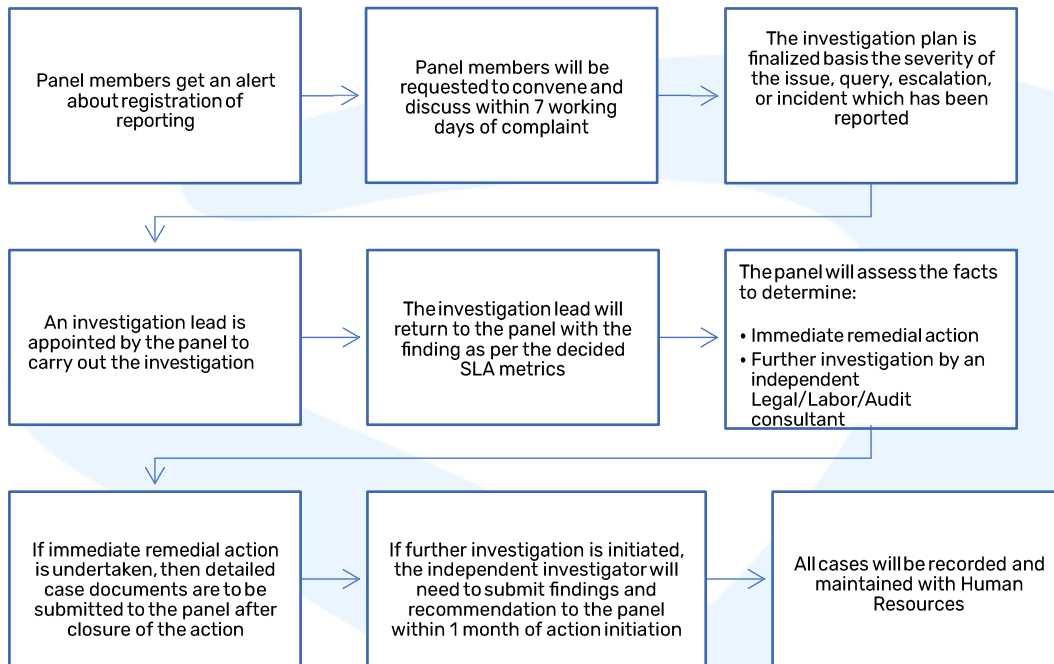 Panel members get an alert
about registration of
reporting
Panel members will be
requested to convene and
discuss within 7 working
days of complaint
The investigation plan is
finalized basis the severity of
the issue, query, escalation,
or incident which has been
reported
An investigation lead is
appointed by the panel to
carry out the investigation
The investigation lead will
return to the panel with the
finding as per the decided
SLA metrics
The panel will assess the facts
to determine:
• Immediate remedial action
• Further investigation by an
independent
Legal/Labor/Audit
consultant
If immediate remedial action
is undertaken, then detailed
case documents are to be
submitted to the panel after
closure of the action
If further investigation is initiated,
the independent investigator will
need to submit findings and
recommendation to the panel
within 1 month of action initiation
All cases will be recorded and
maintained with Human
Resources